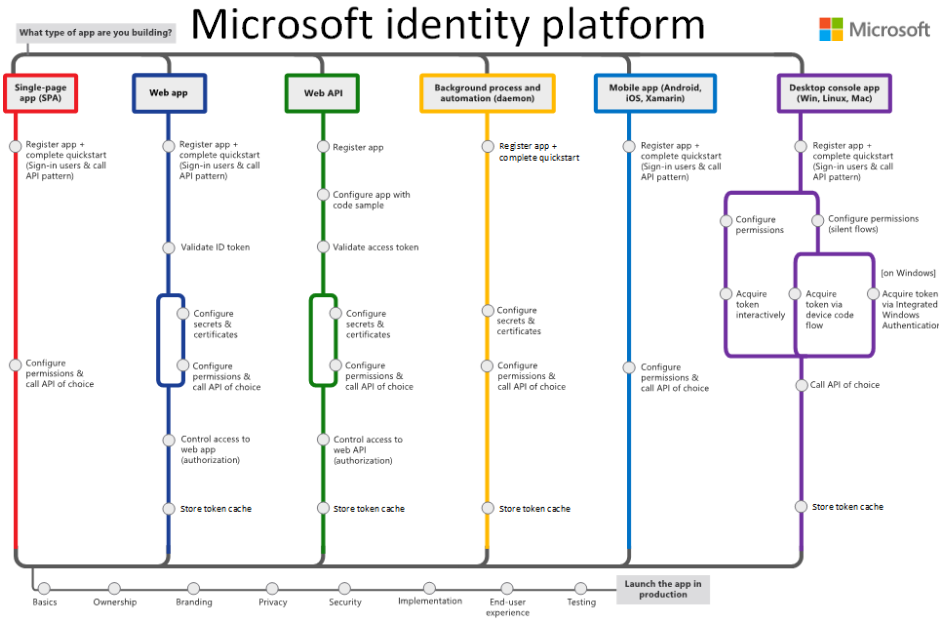 Microsoft identity platform
Microsoft
What type of app are you building?
Single-page
app (SPA)
Web app
Web API
Background process and
automation (daemon)
Mobile app (Android,
iOS, Xamarin)
Desktop console app
(Win, Linux, Mac)
Register app +
complete quickstart
(Sign-in users & call
API pattern)
Configure
permissions &
call API of choice
Register app +
complete quickstart
(Sign-in users & call
API pattern)
Validate ID token
Configure
secrets &
certificates
Configure
permissions &
call API of choice
Control access to
web app
(authorization)
Store token cache
Register app
Configure app with
code sample
Validate access token
Configure
secrets &
certificates
Configure
permissions &
call API of choice
Control access to
web API
(authorization)
Store token cache
Register app +
complete quickstart
Configure
secrets &
certificates
Configure
permissions &
call API of choice
Store token cache
Register app +
complete quickstart
(Sign-in users & call
API pattern)
Configure
permissions &
call API of choice
Register app +
complete quickstart
(Sign-in users & call
API pattern)
Configure
permissions
Configure permissions
(silent flows)
[on Windows]
Acquire
token
interactively
Acquire
token via
device code
flow
Acquire token
via Integrated
Windows
Authentication
Call API of choice
Store token cache
Basics
Ownership
Branding
Privacy
Security
Implementation
End-user
experience
Testing
Launch the app in
production